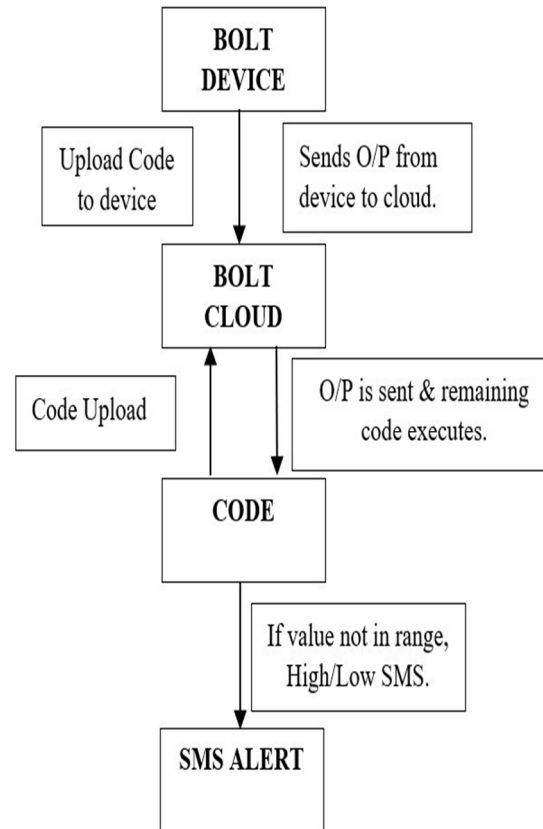 BOLT
DEVICE
Upload Code
to device
Sends O/P from
device to cloud.
BOLT
CLOUD
Code Upload
O/P is sent & remaining
code executes.
CODE
If value not in range,
High/Low SMS.
SMS ALERT